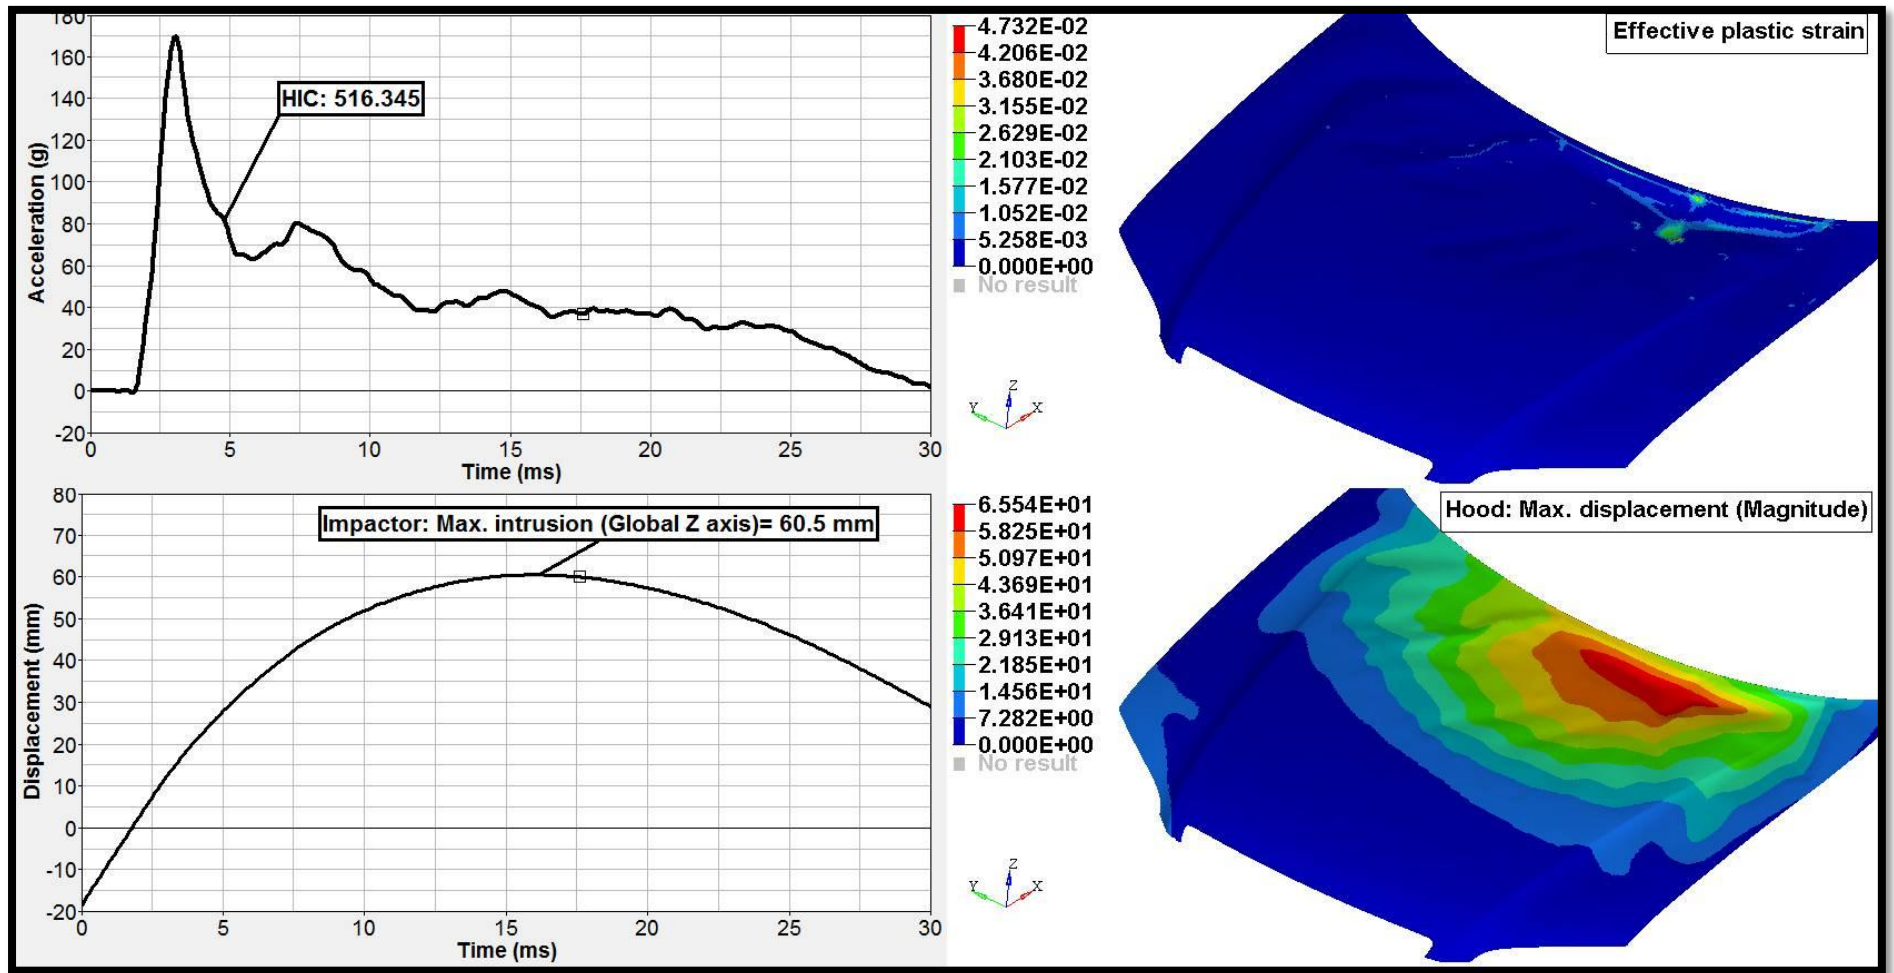 180
160
140
120
100
80
60
40
20
0
-20
Acceleration (g)
HIC: 516.345
0 5 10 15 20 25 30
Time (ms)
4.732E-02
4.206E-02
3.680E-02
3.155E-02
2.629E-02
2.103E-02
1.577E-02
1.052E-02
5.258E-03
0.000E+00
No result
Effective plastic strain
Z
Y
X
80
70
60
50
40
30
20
10
0
-10
-20
Displacement (mm)
Impactor: Max. intrusion (Global Z axis)= 60.5 mm
0 5 10 15 20 25 30
Time (ms)
6.554E+01
5.825E+01
5.097E+01
4.369E+01
3.641E+01
2.913E+01
2.185E+01
1.456E+01
7.282E+00
0.000E+00
No result
Hood: Max. displacement (Magnitude)
Z
Y
X